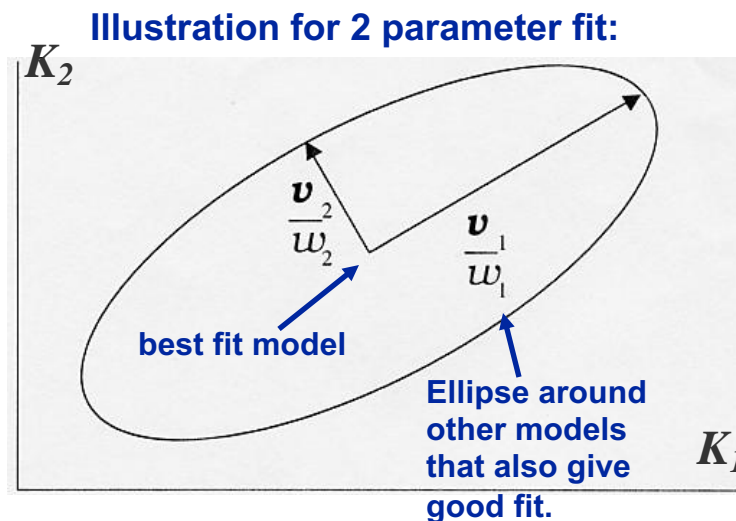 Illustration for 2 parameter fit:
K₂
v₂
w₂
v₁
w₁
best fit model
Ellipse around
other models
that also give
good fit.
K₁